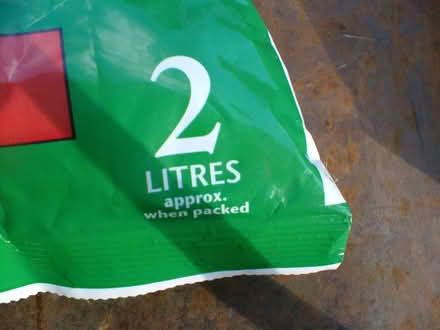 2
LITRES
approx.
when packed